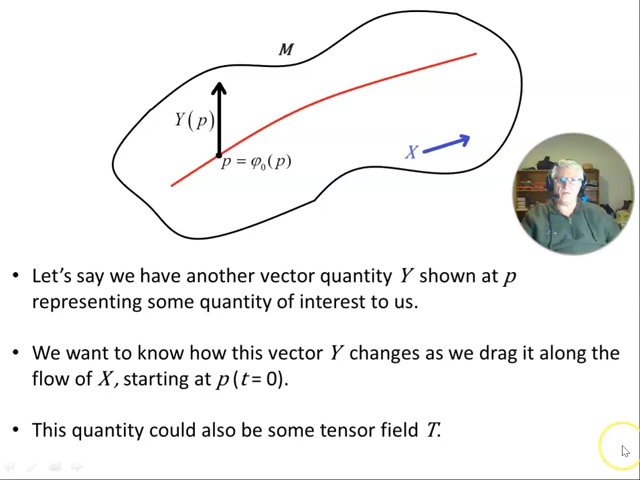 M
Y(p)
p = φ₀(p)
X
• Let's say we have another vector quantity Y shown at p
representing some quantity of interest to us.
• We want to know how this vector Y changes as we drag it along the
flow of X, starting at p (t = 0).
• This quantity could also be some tensor field T.